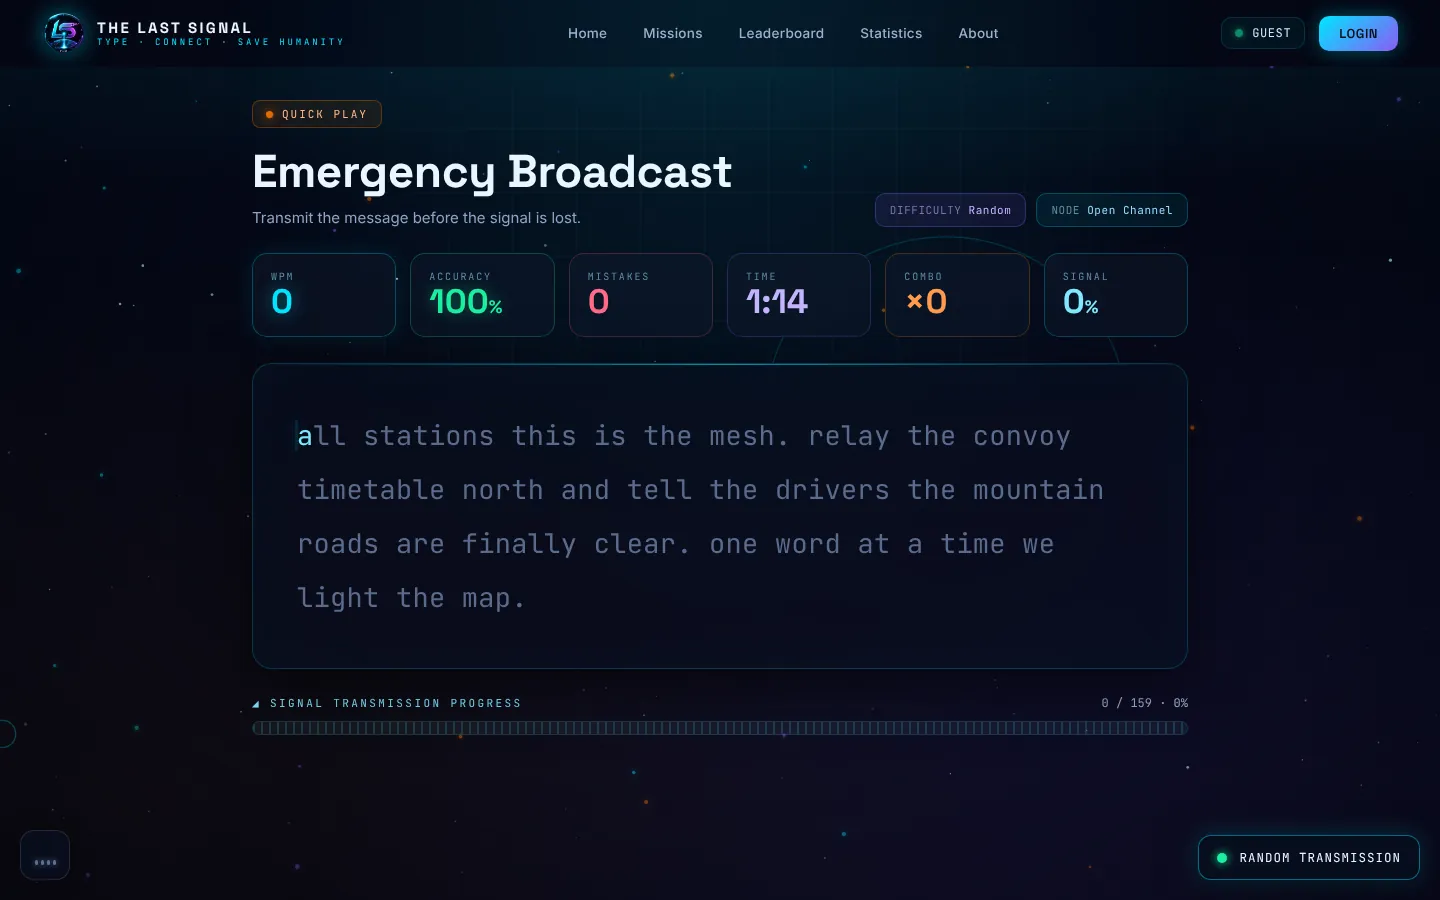 THE LAST SIGNAL
TYPE · CONNECT · SAVE HUMANITY
Home
Missions
Leaderboard
Statistics
About
GUEST
LOGIN
QUICK PLAY
Emergency Broadcast
Transmit the message before the signal is lost.
DIFFICULTY Random
NODE Open Channel
WPM
0
ACCURACY
100%
MISTAKES
0
TIME
1:14
COMBO
×0
SIGNAL
0%
all stations this is the mesh. relay the convoy
timetable north and tell the drivers the mountain
roads are finally clear. one word at a time we
light the map.
SIGNAL TRANSMISSION PROGRESS
0 / 159 · 0%
RANDOM TRANSMISSION